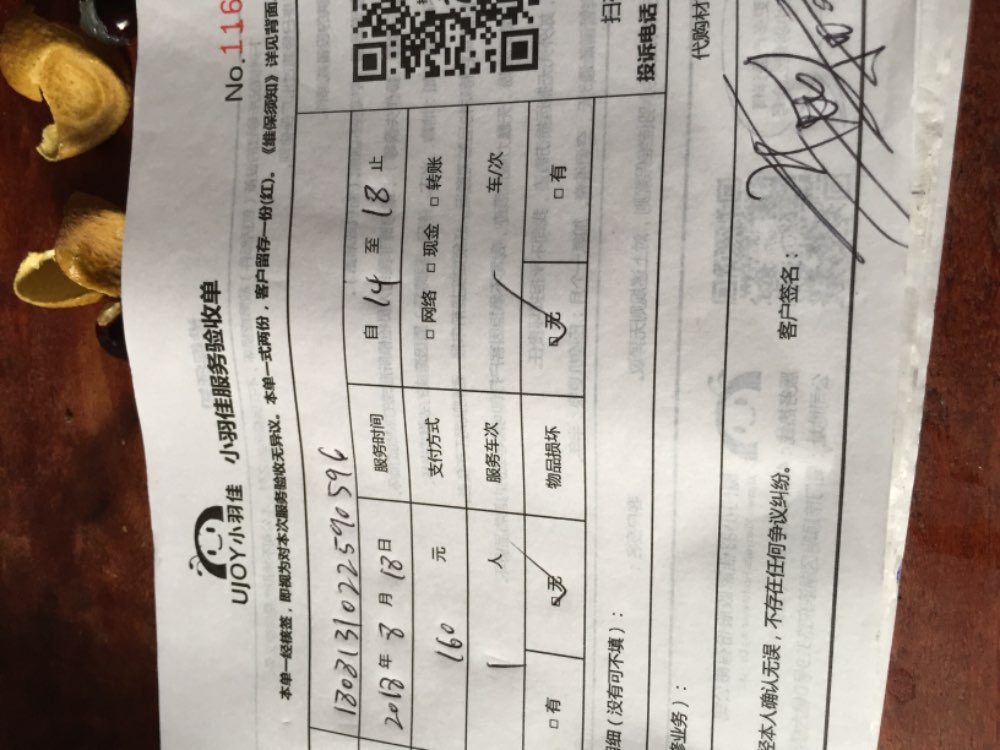 No.116
UJOY小羽佳 小羽佳服务验收单
本单一经核签，即视为对本次服务验收无异议。本单一式两份，客户留存一份(红)。《维保须知》详见背面
1808131022590596
2018年8月18日 服务时间 自 14 至 18 止
160 元 支付方式 □网络 □现金 □转账
1 人 服务车次 车/次
□有 □无 物品损坏 □无 □有
扫
投诉电话
细（没有可不填）：
代购材
修业务）：
经本人确认无误，不存在任何争议纠纷。 客户签名：